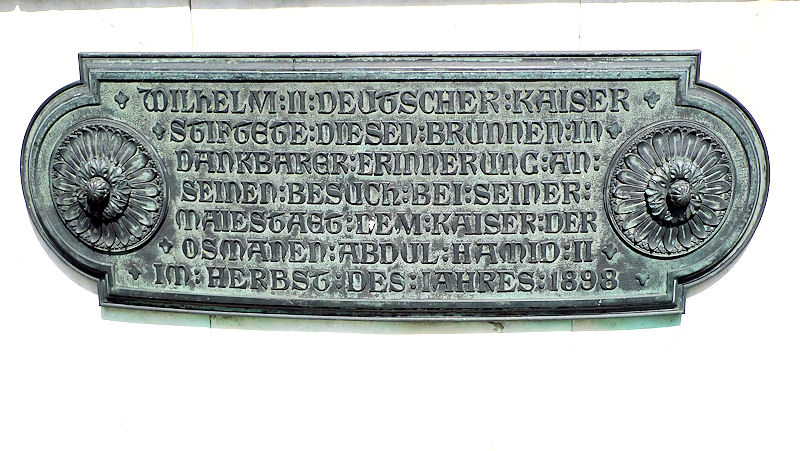 WILHELM:II:DEUTSCHER:KAISER
STIFTETE:DIESEN:BRUNNEN:IN
DANKBARER:ERINNERUNG:AN:
SEINEN:BESUCH:BEI:SEINER:
MAIESTAET:DEM:KAISER:DER
OSMANEN:ABDUL:HAMID:II
IM:HERBST:DES:IAHRES:1898